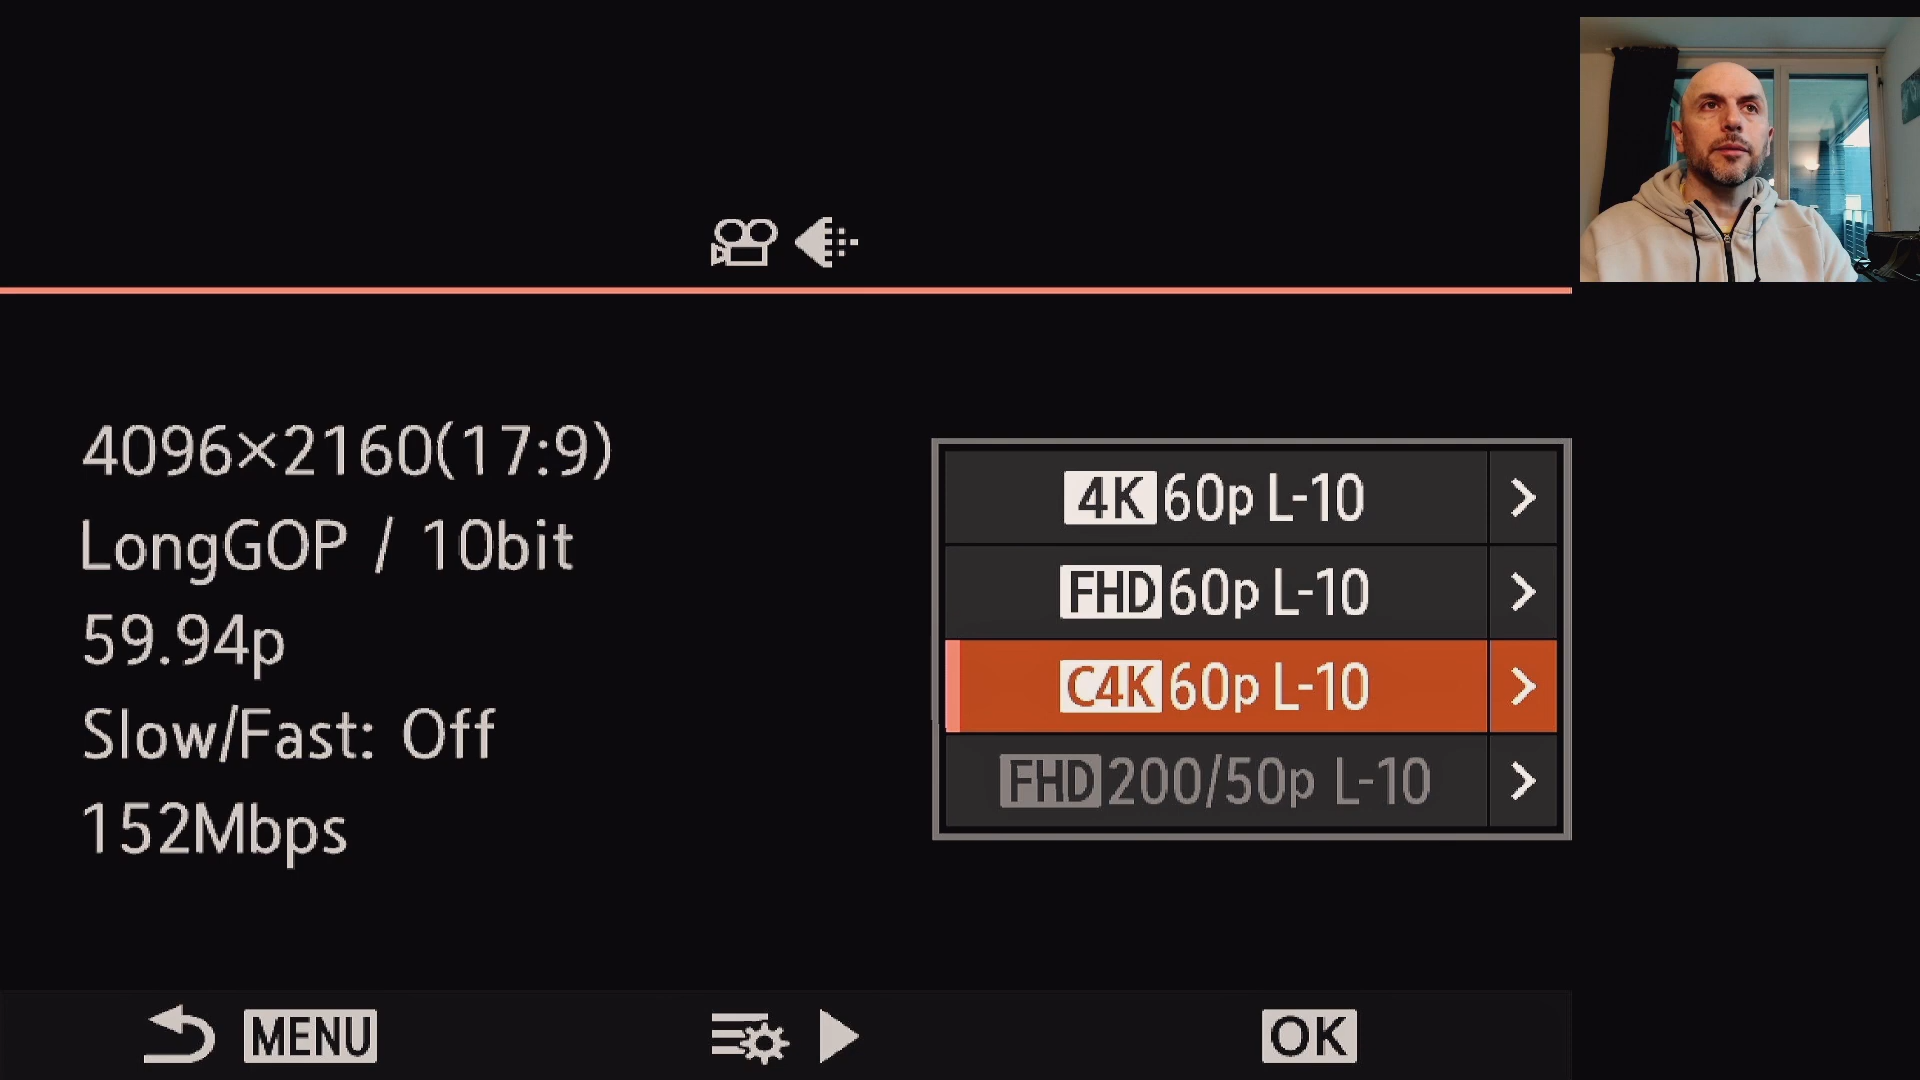 4096×2160(17:9)
LongGOP / 10bit
59.94p
Slow/Fast: Off
152Mbps
4K 60p L-10
FHD 60p L-10
C4K 60p L-10
FHD 200/50p L-10
MENU
OK